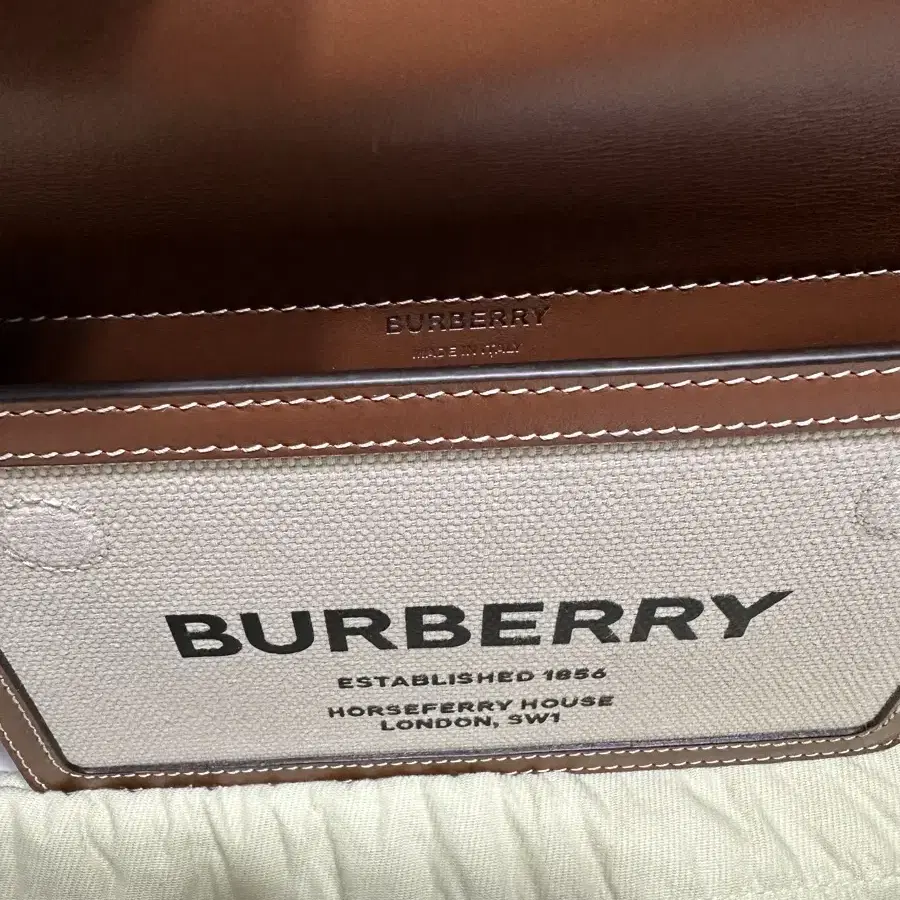 BURBERRY
MADE IN ITALY
BURBERRY
ESTABLISHED 1856
HORSEFERRY HOUSE
LONDON, SW1